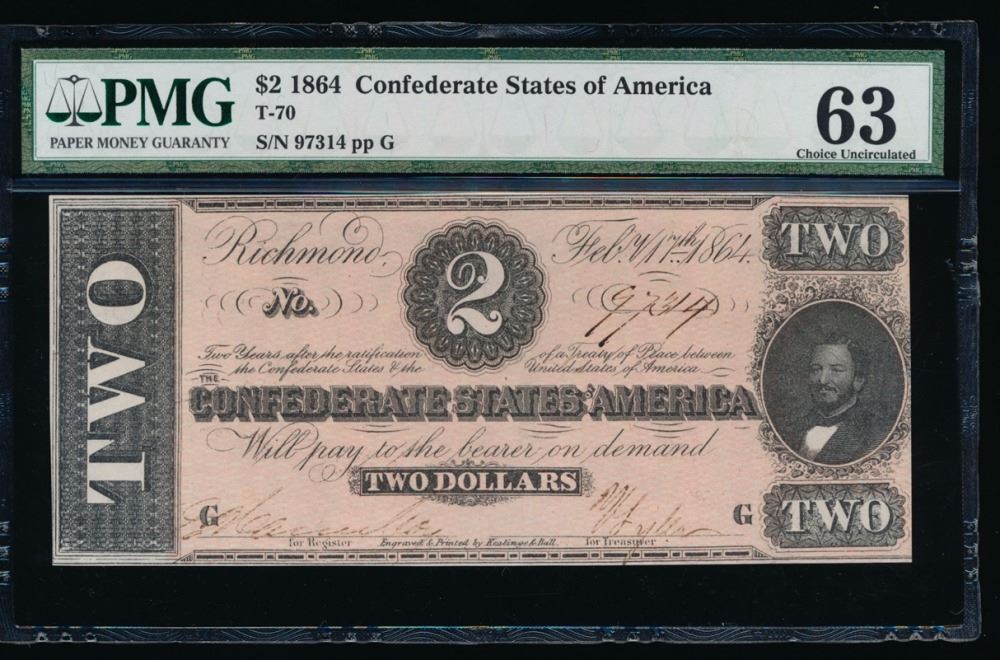 PMG
PAPER MONEY GUARANTY
$2 1864 Confederate States of America
T-70
S/N 97314 pp G
63
Choice Uncirculated
TWO
Richmond,
2
Feby. 17th 1864.
TWO
No.
97314
Two Years after the ratification of a Treaty of Peace between
the Confederate States & the United States of America
THE
CONFEDERATE STATES OF AMERICA
Will pay to the bearer on demand
TWO DOLLARS
G
G
TWO
for Register
Engraved & Printed by Keatinge & Ball.
for Treasurer